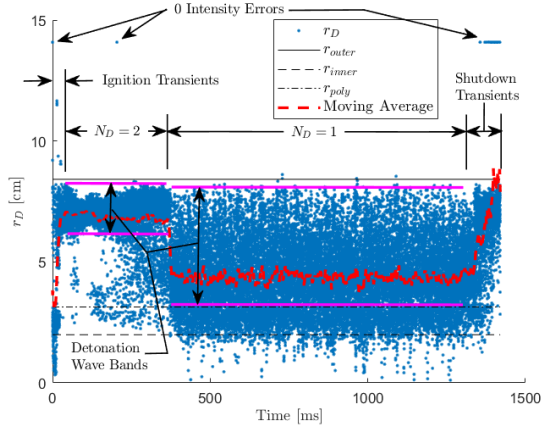 0 Intensity Errors
20
15
10
5
0
r_D [cm]
Ignition Transients
Shutdown
Transients
N_D = 2
N_D = 1
r_D
r_outer
r_inner
r_poly
Moving Average
Detonation
Wave Bands
0
500
1000
1500
Time [ms]